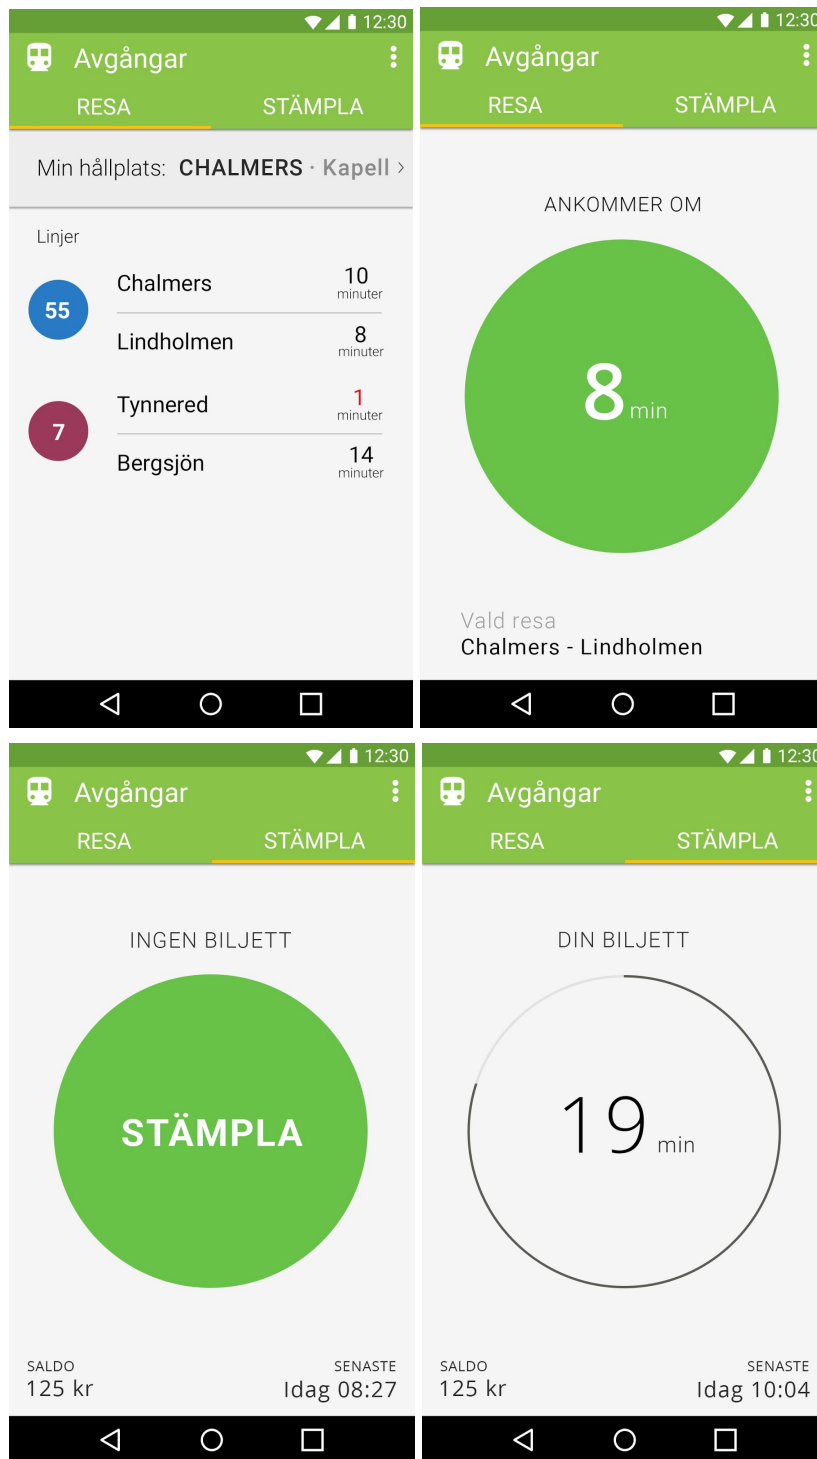 12:30
Avgångar
RESA STÄMPLA
Min hållplats: CHALMERS · Kapell >
Linjer
55
Chalmers 10 minuter
Lindholmen 8 minuter
7
Tynnered 1 minuter
Bergsjön 14 minuter
12:30
Avgångar
RESA STÄMPLA
ANKOMMER OM
8 min
Vald resa
Chalmers - Lindholmen
12:30
Avgångar
RESA STÄMPLA
INGEN BILJETT
STÄMPLA
SALDO SENASTE
125 kr Idag 08:27
12:30
Avgångar
RESA STÄMPLA
DIN BILJETT
19 min
SALDO SENASTE
125 kr Idag 10:04